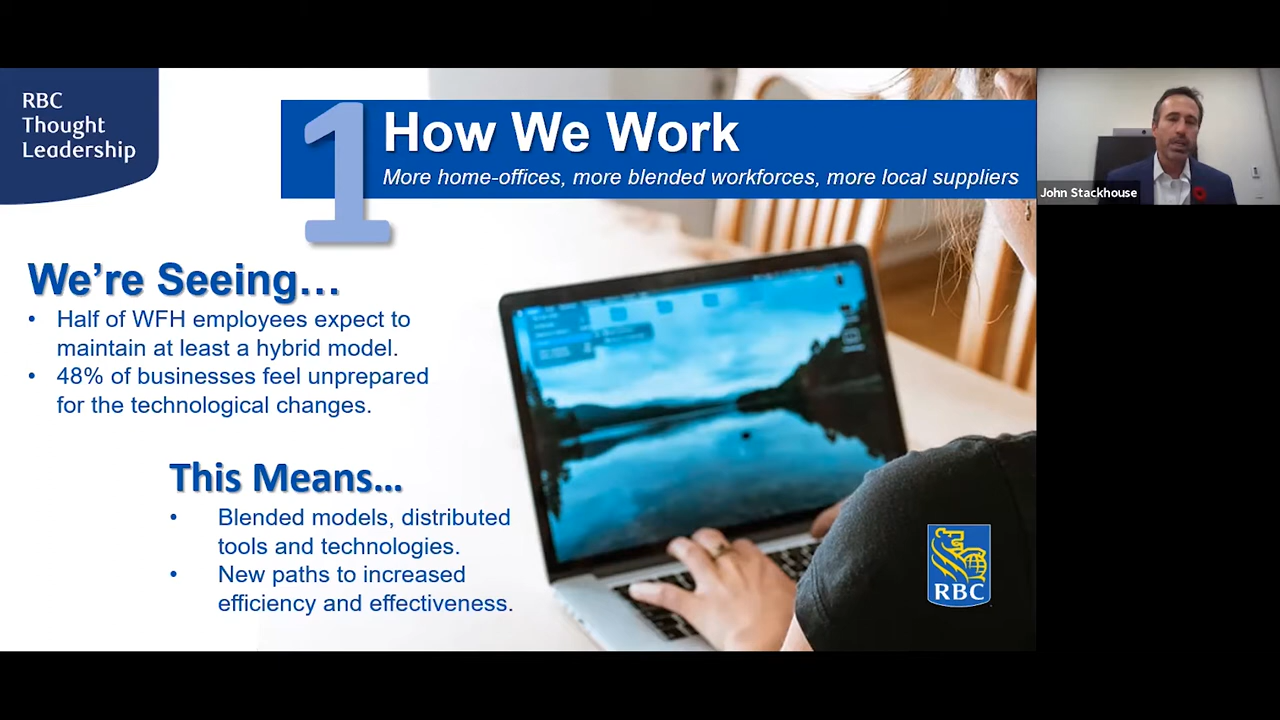 RBC
Thought
Leadership
1
How We Work
More home-offices, more blended workforces, more local suppliers
John Stackhouse
We're Seeing...
• Half of WFH employees expect to
maintain at least a hybrid model.
• 48% of businesses feel unprepared
for the technological changes.
This Means...
• Blended models, distributed
tools and technologies.
• New paths to increased
efficiency and effectiveness.
RBC